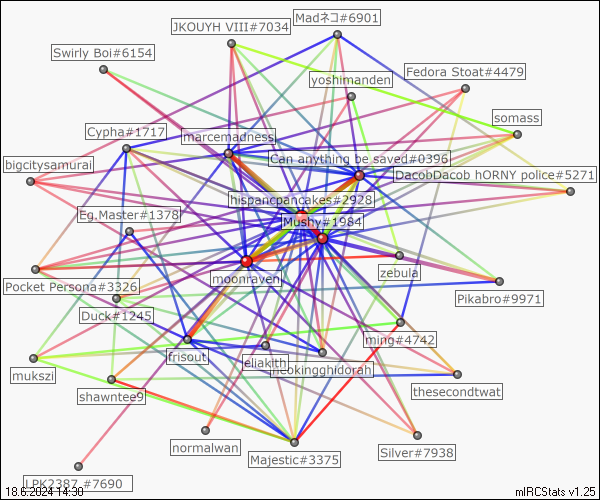 Madネコ#6901
JKOUYH VIII#7034
Swirly Boi#6154
Fedora Stoat#4479
yoshimanden
somass
Cypha#1717
marcemadness
Can anything be saved#0396
bigcitysamurai
DacobDacob hORNY police#5271
hispancpancakes#2928
Eg.Master#1378
Mushy#1984
zebula
moonraven
Pocket Persona#3326
Pikabro#9971
Duck#1245
ming#4742
frisout
eliakith
mcokingghidorah
mukszi
shawntee9
thesecondtwat
normalwan
Majestic#3375
Silver#7938
LPK2387 #7690
18.6.2024 14:30
mIRCStats v1.25